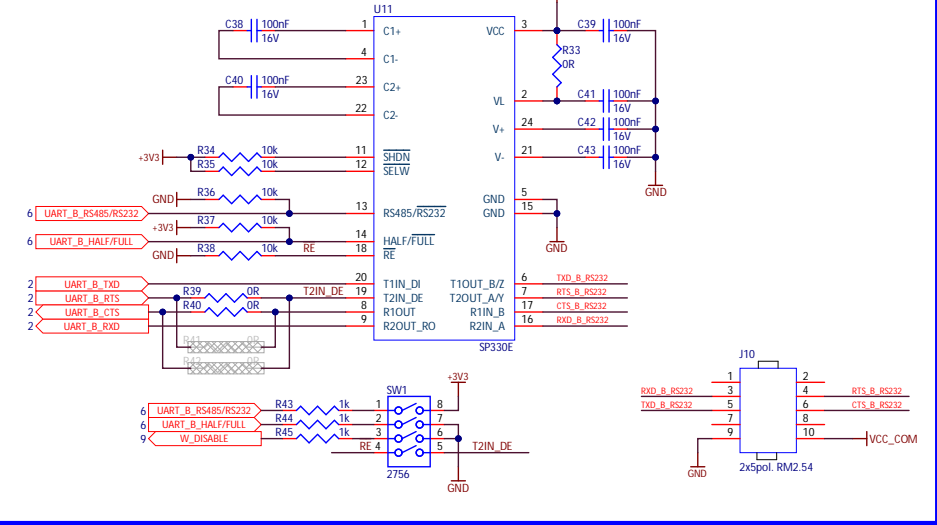 U11
C38 100nF 1 C1+ VCC 3 C39 100nF
16V 16V
4 C1- R33
0R
C40 100nF 23 C2+
16V VL 2 C41 100nF
22 C2- 16V
V+ 24 C42 100nF
16V
+3V3 R34 10k 11 SHDN V- 21 C43 100nF
R35 10k 12 SELW 16V
GND R36 10k GND 5 GND
6 UART_B_RS485/RS232 13 RS485/RS232 GND 15
+3V3 R37 10k
6 UART_B_HALF/FULL RE 14 HALF/FULL GND
GND R38 10k 18 RE
2 UART_B_TXD 20 T1IN_DI T1OUT_B/Z 6 TXD_B_RS232
2 UART_B_RTS R39 0R T2IN_DE 19 T2IN_DE T2OUT_A/Y 7 RTS_B_RS232
2 UART_B_CTS R40 0R 8 R1OUT R1IN_B 17 CTS_B_RS232
2 UART_B_RXD 9 R2OUT_RO R2IN_A 16 RXD_B_RS232
R41 0R SP330E
R42 0R
J10
+3V3 1 2
SW1 RXD_B_RS232 3 4 RTS_B_RS232
6 UART_B_RS485/RS232 R43 1k 1 8 TXD_B_RS232 5 6 CTS_B_RS232
6 UART_B_HALF/FULL R44 1k 2 7 7 8
9 W_DISABLE R45 1k 3 6 9 10 VCC_COM
RE 4 5 T2IN_DE
2756 GND GND 2x5pol. RM2.54